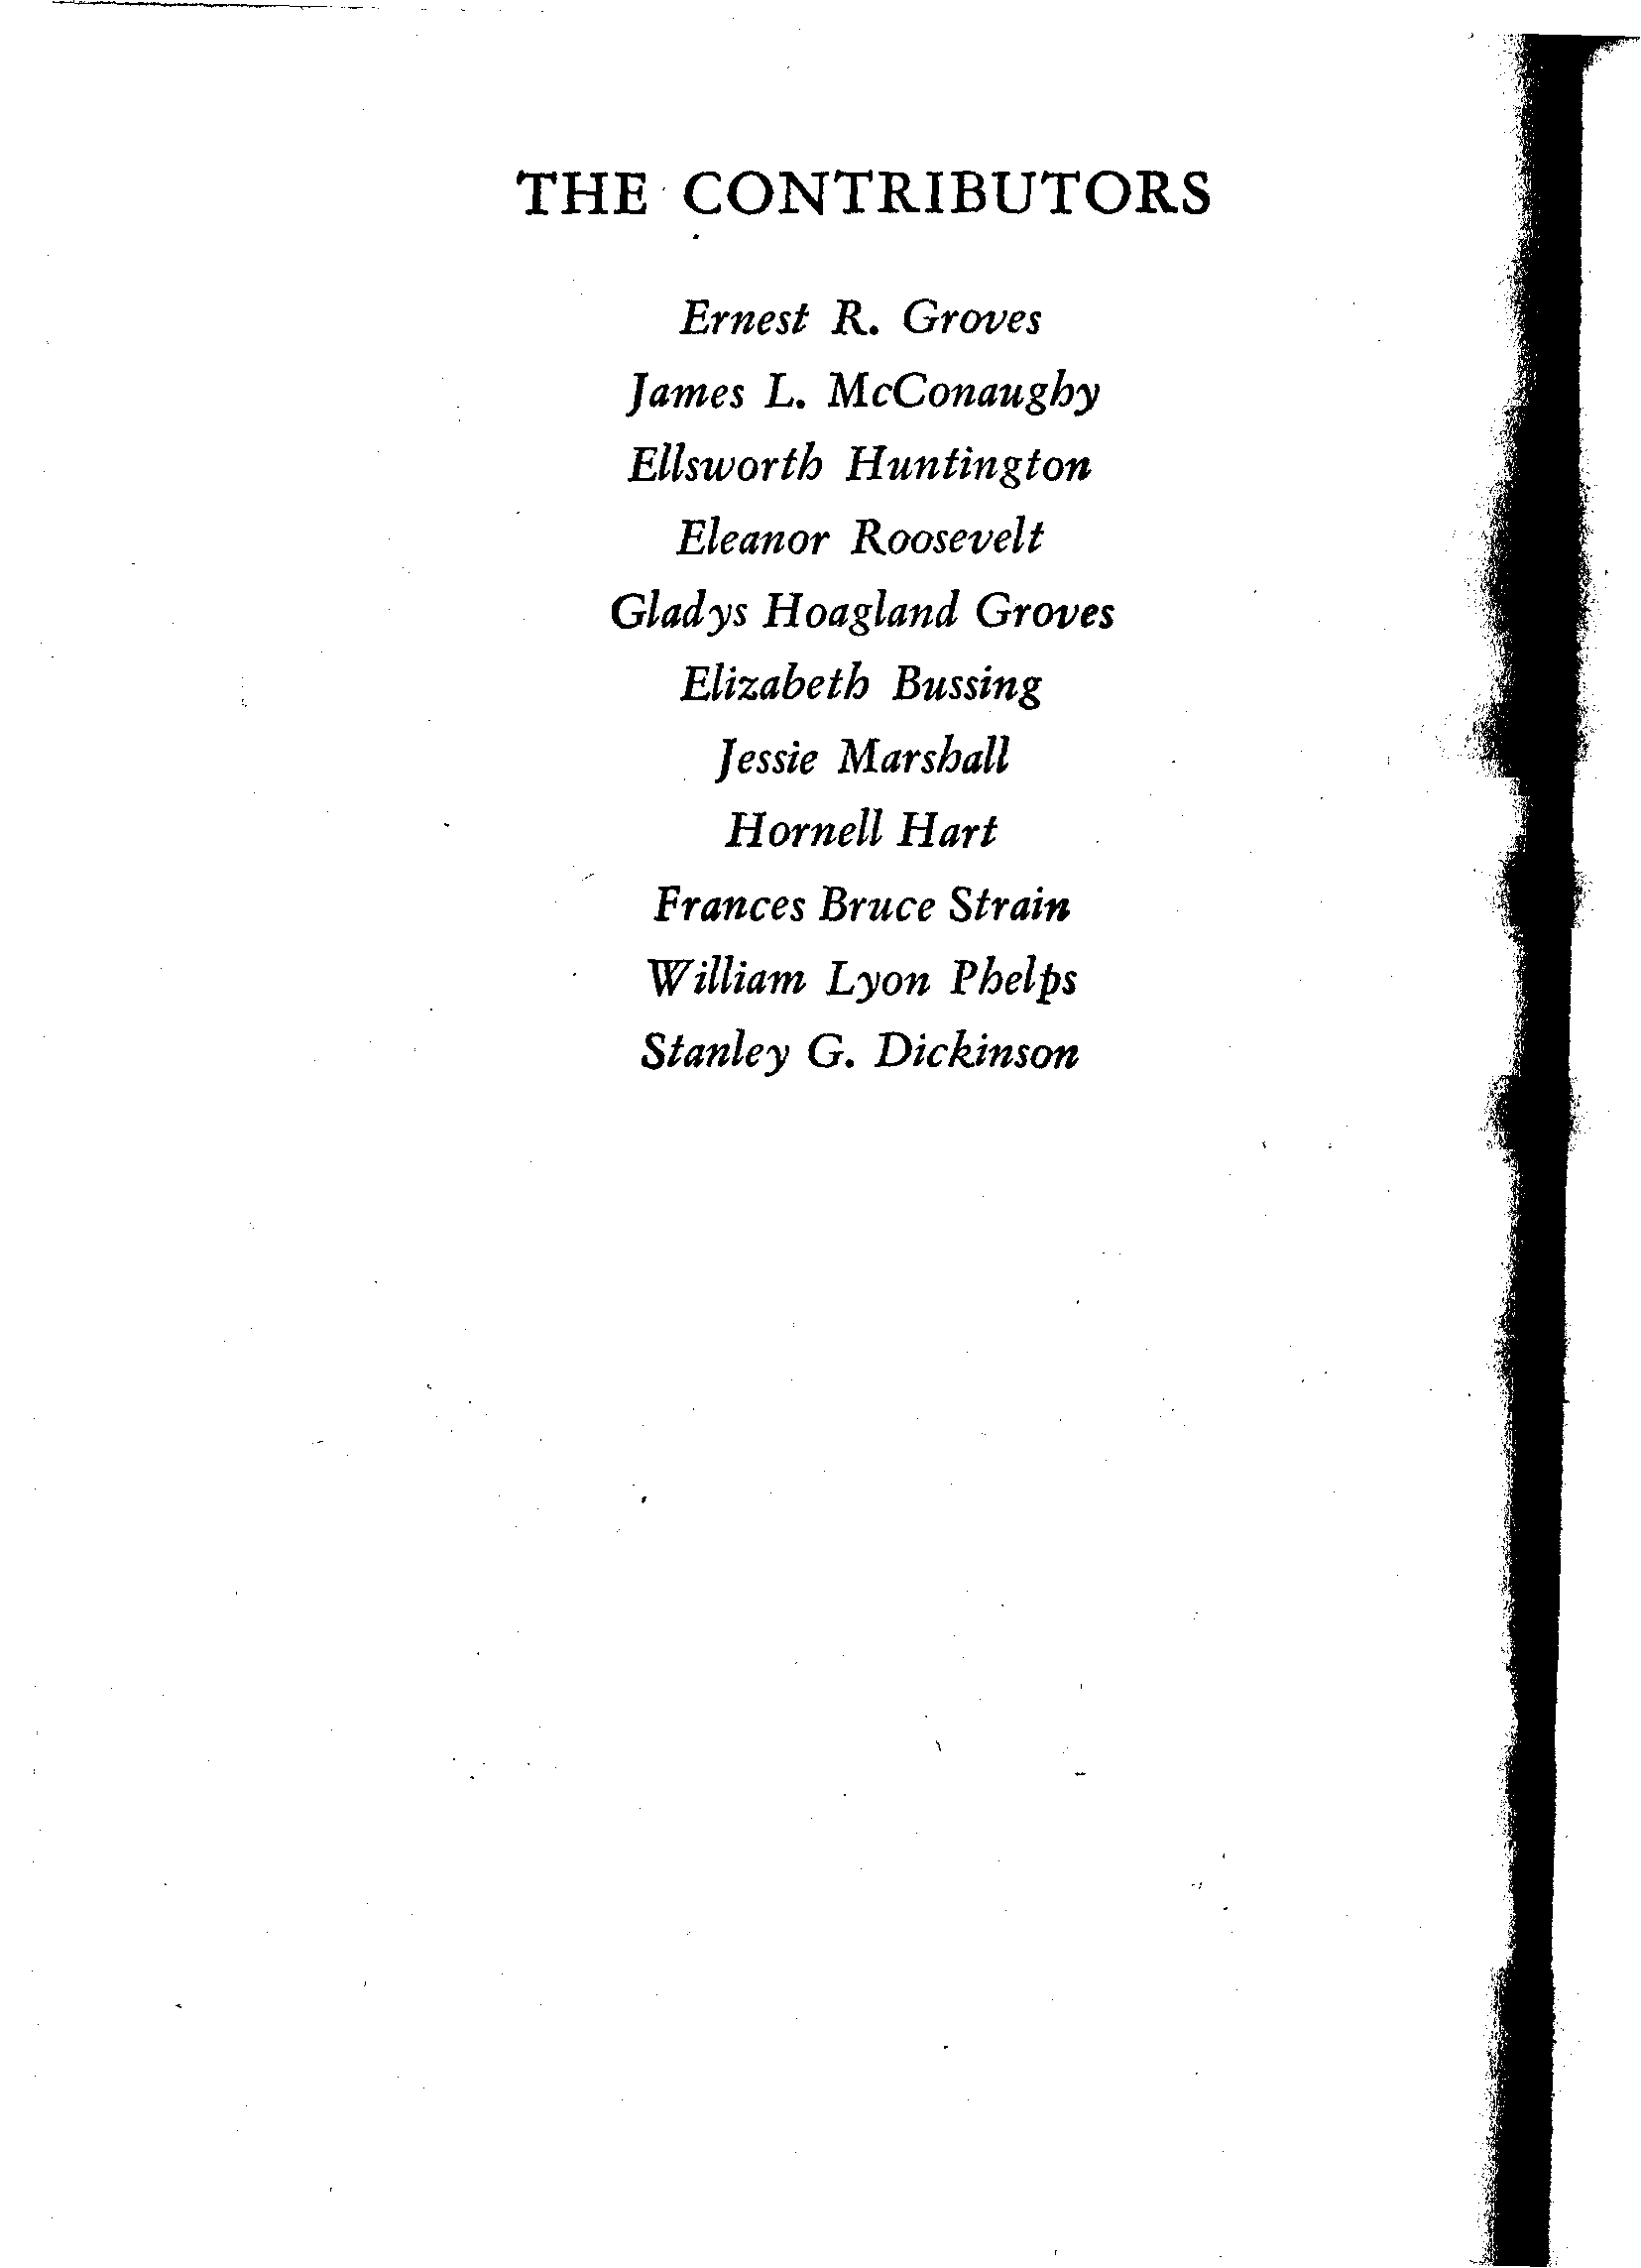 THE CONTRIBUTORS
Ernest R. Groves
James L. McConaughy
Ellsworth Huntington
Eleanor Roosevelt
Gladys Hoagland Groves
Elizabeth Bussing
Jessie Marshall
Hornell Hart
Frances Bruce Strain
William Lyon Phelps
Stanley G. Dickinson